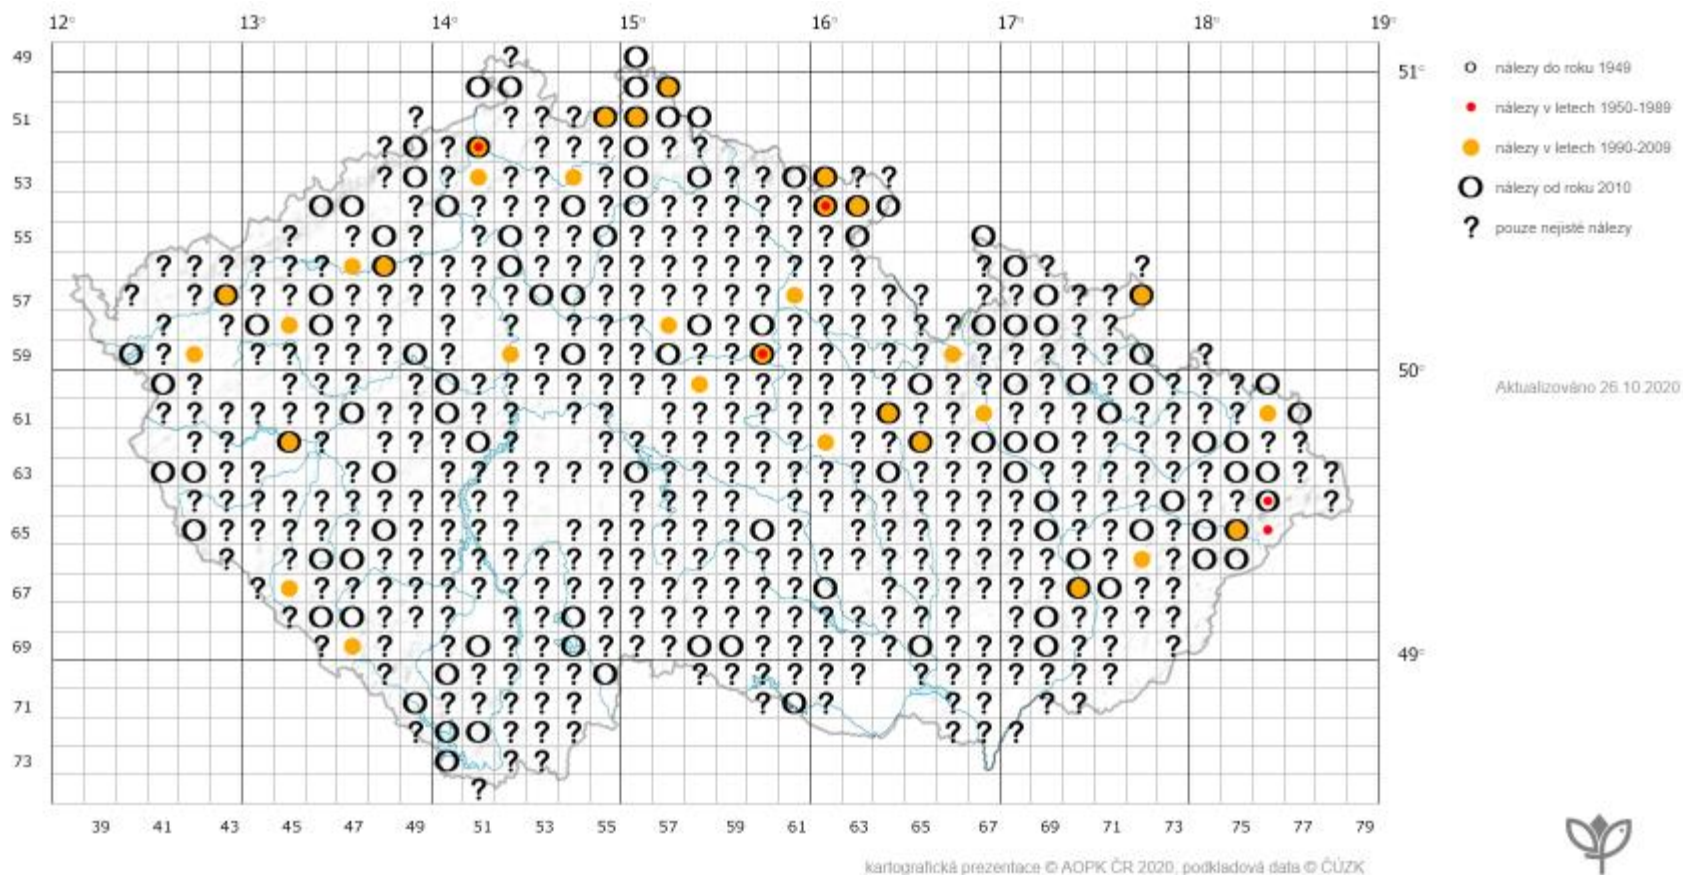 12° 13° 14° 15° 16° 17° 18° 19°
49
51°
nálezy do roku 1949
51
nálezy v letech 1950-1989
nálezy v letech 1990-2009
53
nálezy od roku 2010
55
pouze nejisté nálezy
57
59
50°
Aktualizováno 26.10.2020
61
63
65
67
69
49°
71
73
39 41 43 45 47 49 51 53 55 57 59 61 63 65 67 69 71 73 75 77 79
kartografická prezentace © AOPK ČR 2020, podkladová data © ČÚZK